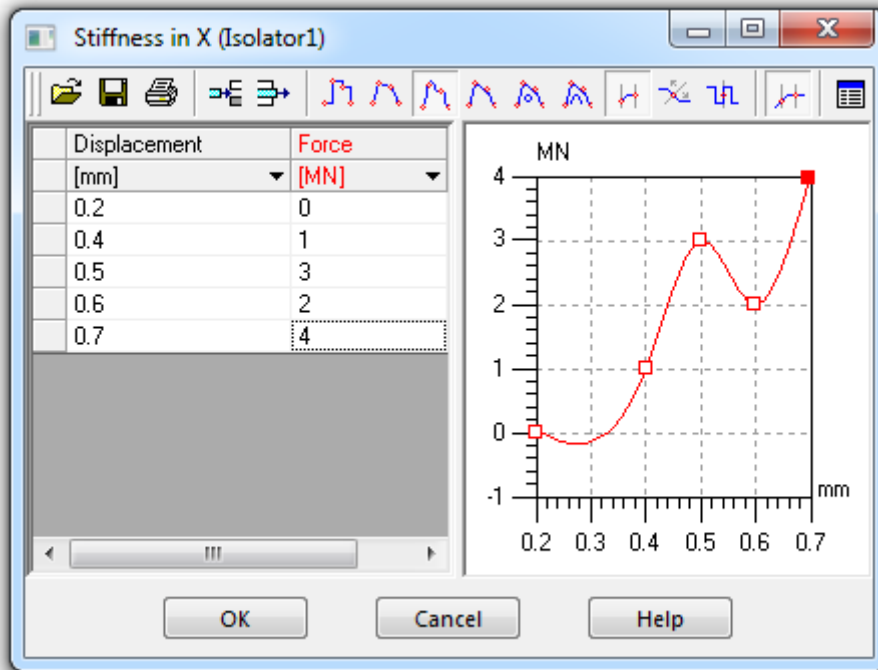 Stiffness in X (Isolator1)
Displacement Force
[mm] [MN]
0.2 0
0.4 1
0.5 3
0.6 2
0.7 4
MN
4
3
2
1
0
-1
mm
0.2 0.3 0.4 0.5 0.6 0.7
OK Cancel Help